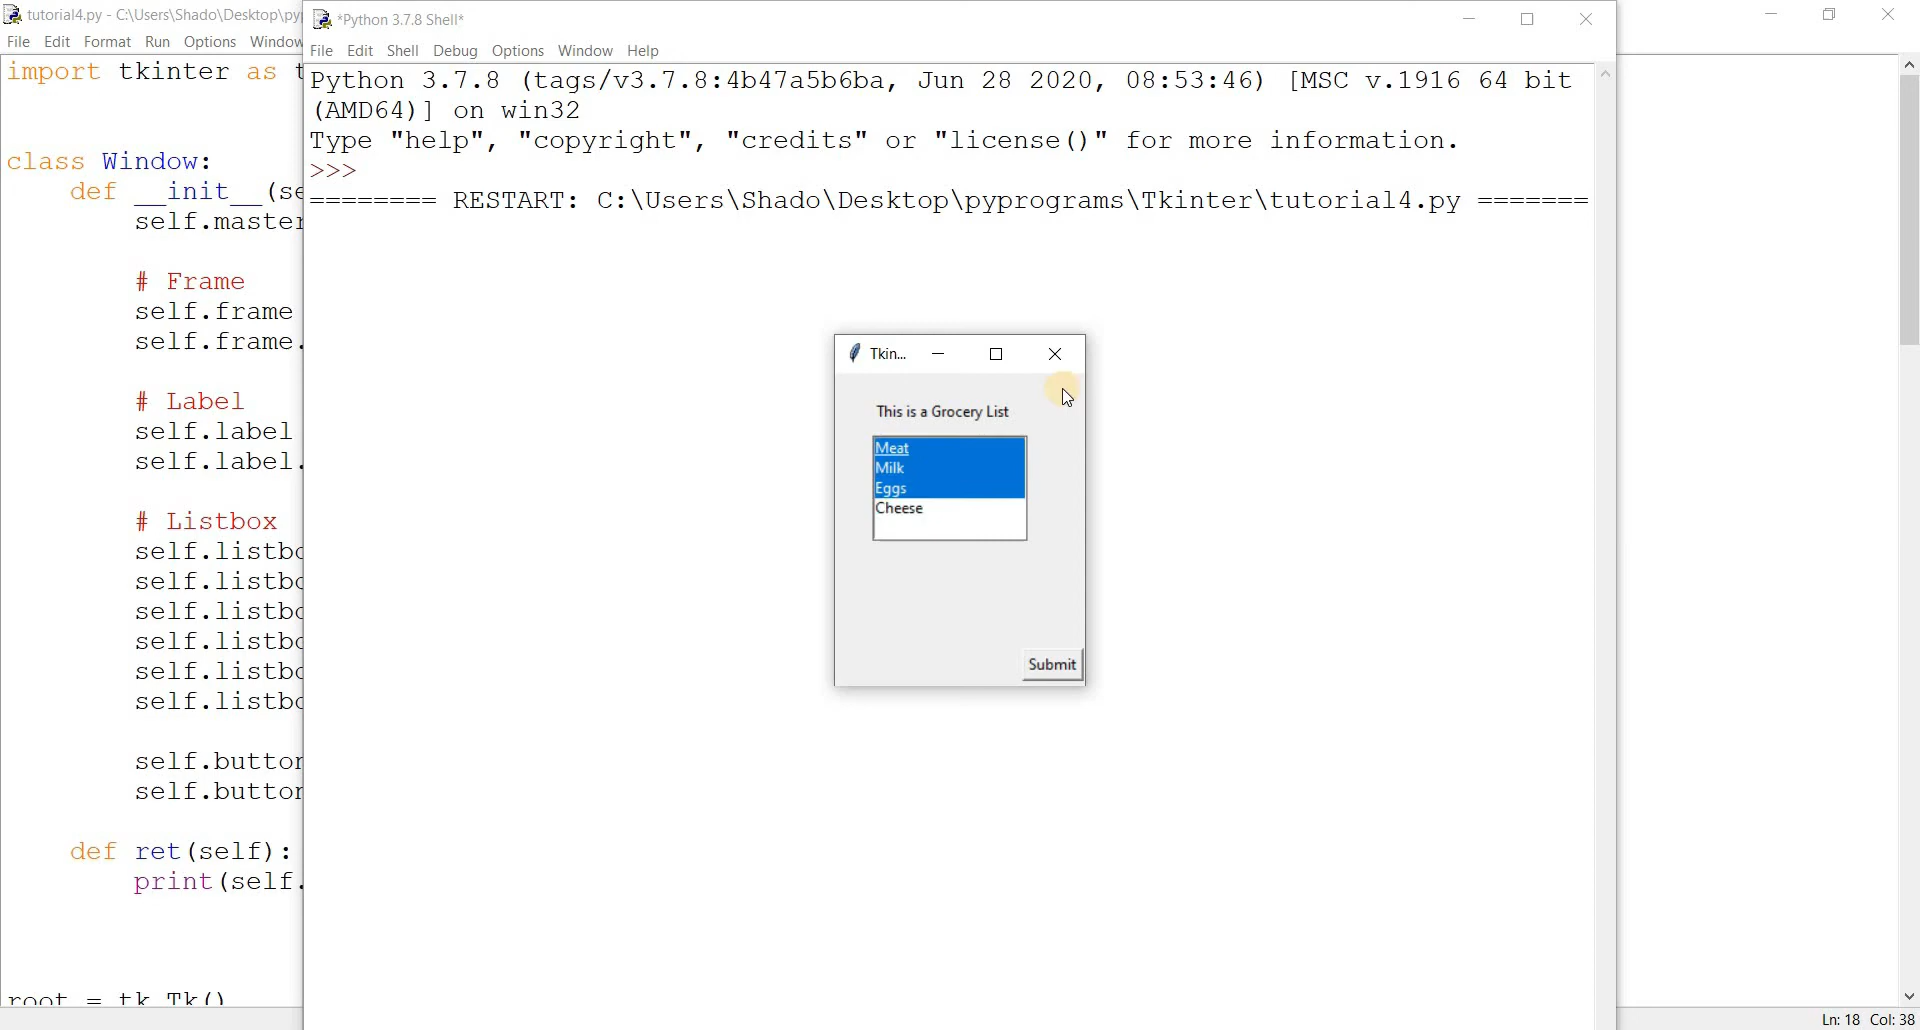 tutorial4.py - C:\Users\Shado\Desktop\py
File Edit Format Run Options Window
import tkinter as
class Window:
def __init__(se
self.master
# Frame
self.frame
self.frame.
# Label
self.label
self.label.
# Listbox
self.listbo
self.listbo
self.listbo
self.listbo
self.listbo
self.listbo
self.button
self.button
def ret(self):
print(self.
root = tk.Tk()
*Python 3.7.8 Shell*
File Edit Shell Debug Options Window Help
Python 3.7.8 (tags/v3.7.8:4b47a5b6ba, Jun 28 2020, 08:53:46) [MSC v.1916 64 bit
(AMD64)] on win32
Type "help", "copyright", "credits" or "license()" for more information.
>>>
======== RESTART: C:\Users\Shado\Desktop\pyprograms\Tkinter\tutorial4.py =======
Tkin...
This is a Grocery List
Meat
Milk
Eggs
Cheese
Submit
Ln: 18 Col: 38